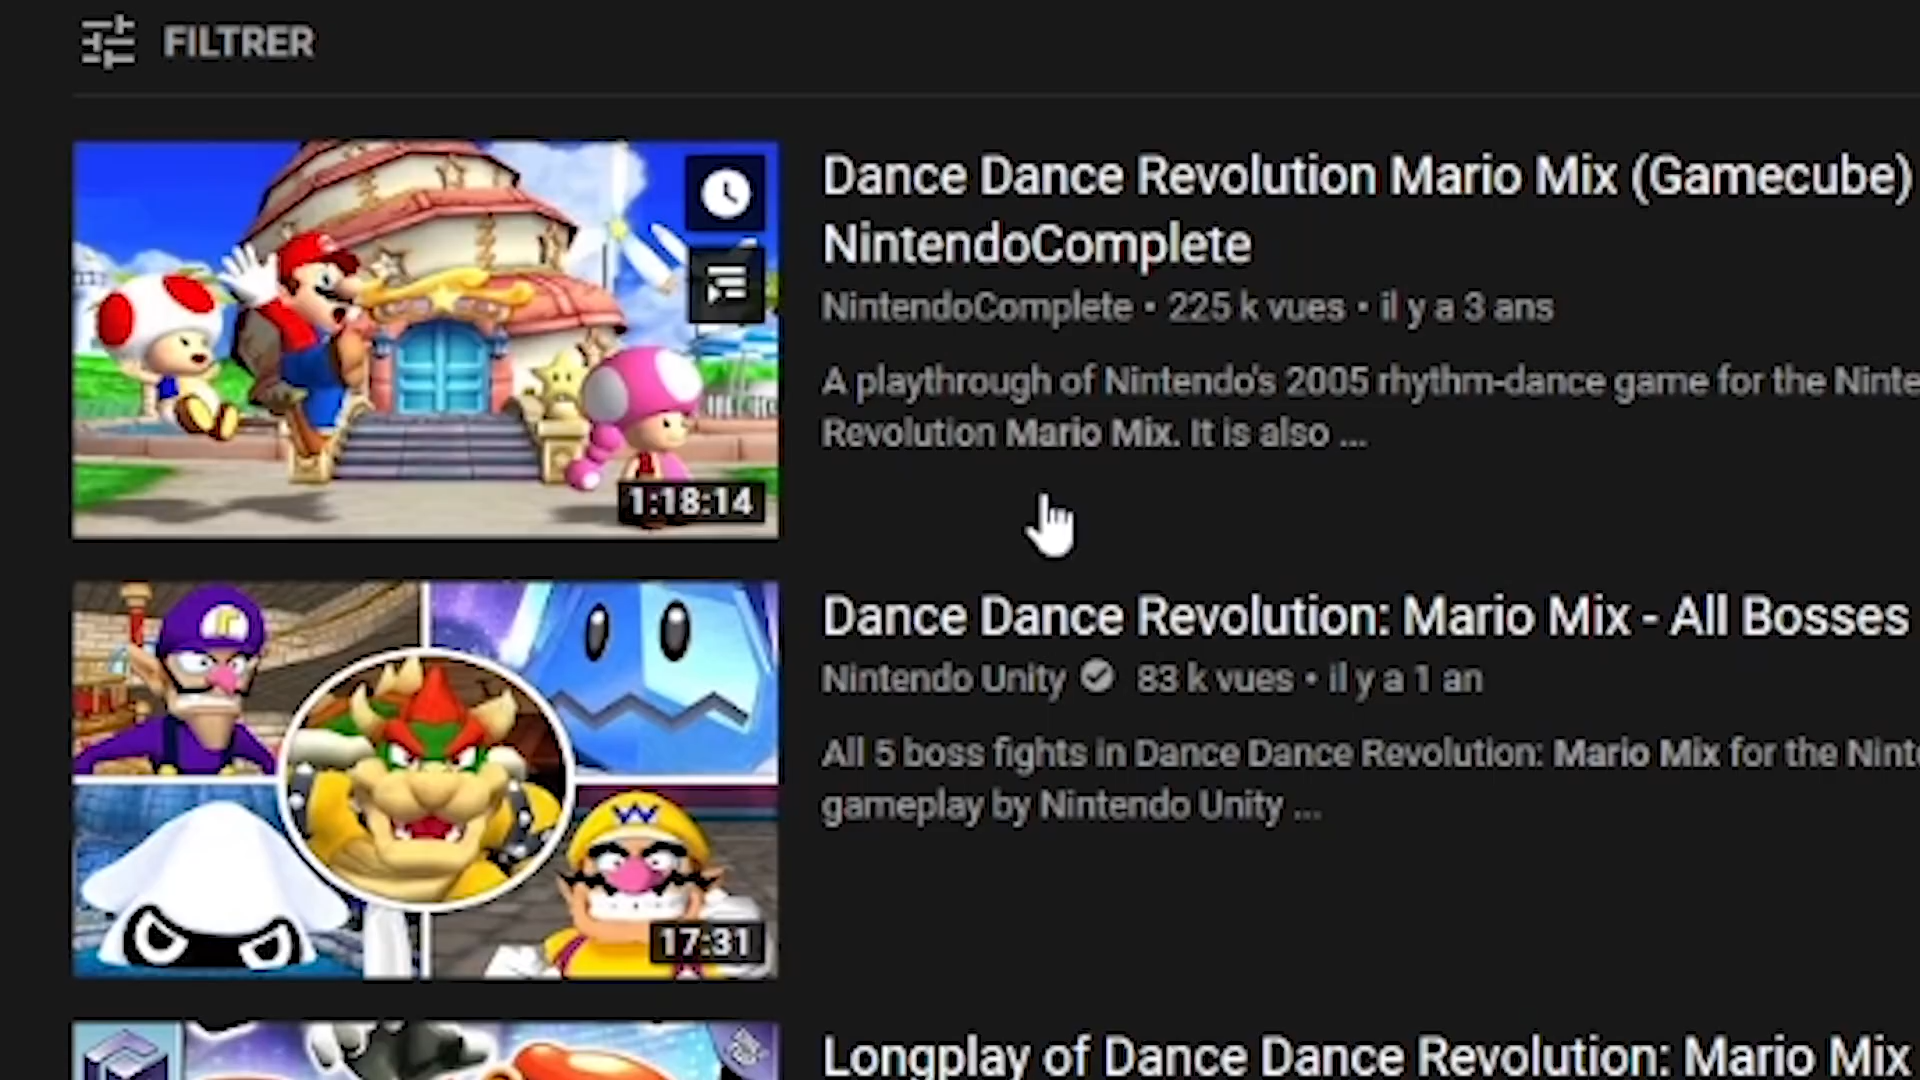 FILTRER
Dance Dance Revolution Mario Mix (Gamecube)
NintendoComplete
NintendoComplete • 225 k vues • il y a 3 ans
A playthrough of Nintendo's 2005 rhythm-dance game for the Ninte
Revolution Mario Mix. It is also ...
1:18:14
Dance Dance Revolution: Mario Mix - All Bosses
Nintendo Unity 83 k vues • il y a 1 an
All 5 boss fights in Dance Dance Revolution: Mario Mix for the Ninte
gameplay by Nintendo Unity ...
17:31
Longplay of Dance Dance Revolution: Mario Mix